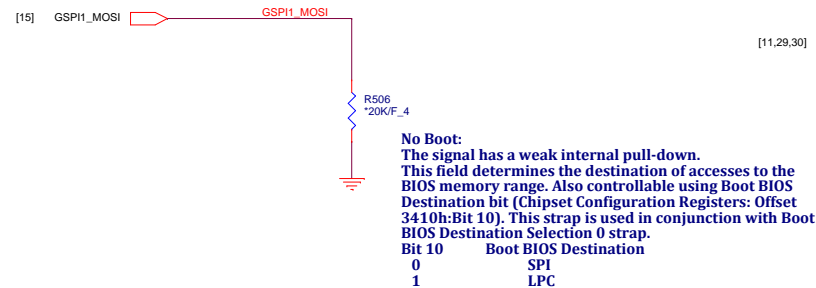 [15] GSPI1_MOSI GSPI1_MOSI
[11,29,30]
R506
*20K/F_4
No Boot:
The signal has a weak internal pull-down.
This field determines the destination of accesses to the
BIOS memory range. Also controllable using Boot BIOS
Destination bit (Chipset Configuration Registers: Offset
3410h:Bit 10). This strap is used in conjunction with Boot
BIOS Destination Selection 0 strap.
Bit 10 Boot BIOS Destination
0 SPI
1 LPC